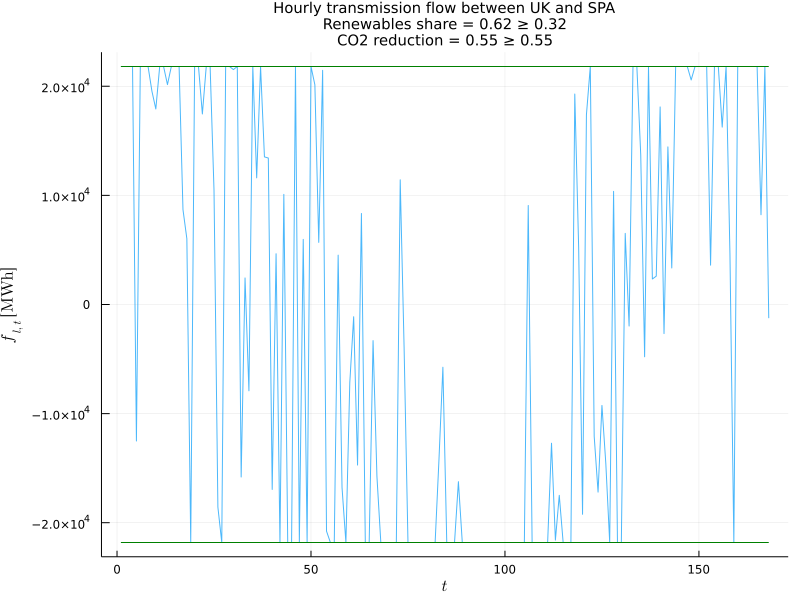 Hourly transmission flow between UK and SPA
Renewables share = 0.62 ≥ 0.32
CO2 reduction = 0.55 ≥ 0.55
2.0×10⁴
1.0×10⁴
0
−1.0×10⁴
−2.0×10⁴
f_{l,t} [MWh]
0 50 100 150
t